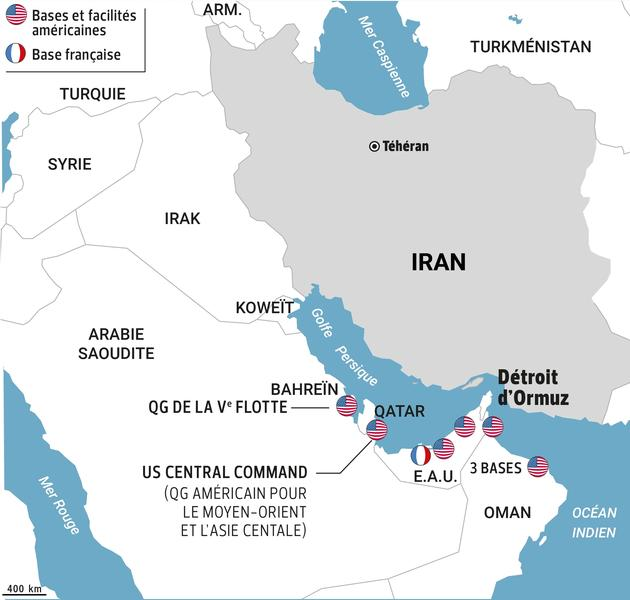 Bases et facilités
américaines
Base française
ARM.
Mer Caspienne
TURKMÉNISTAN
TURQUIE
Téhéran
SYRIE
IRAK
IRAN
KOWEÏT
Golfe
Persique
ARABIE
SAOUDITE
Détroit
d'Ormuz
BAHREÏN
QG DE LA Vᵉ FLOTTE
QATAR
US CENTRAL COMMAND
(QG AMÉRICAIN POUR
LE MOYEN-ORIENT
ET L'ASIE CENTALE)
E.A.U.
3 BASES
Mer Rouge
OMAN
OCÉAN
INDIEN
400 km